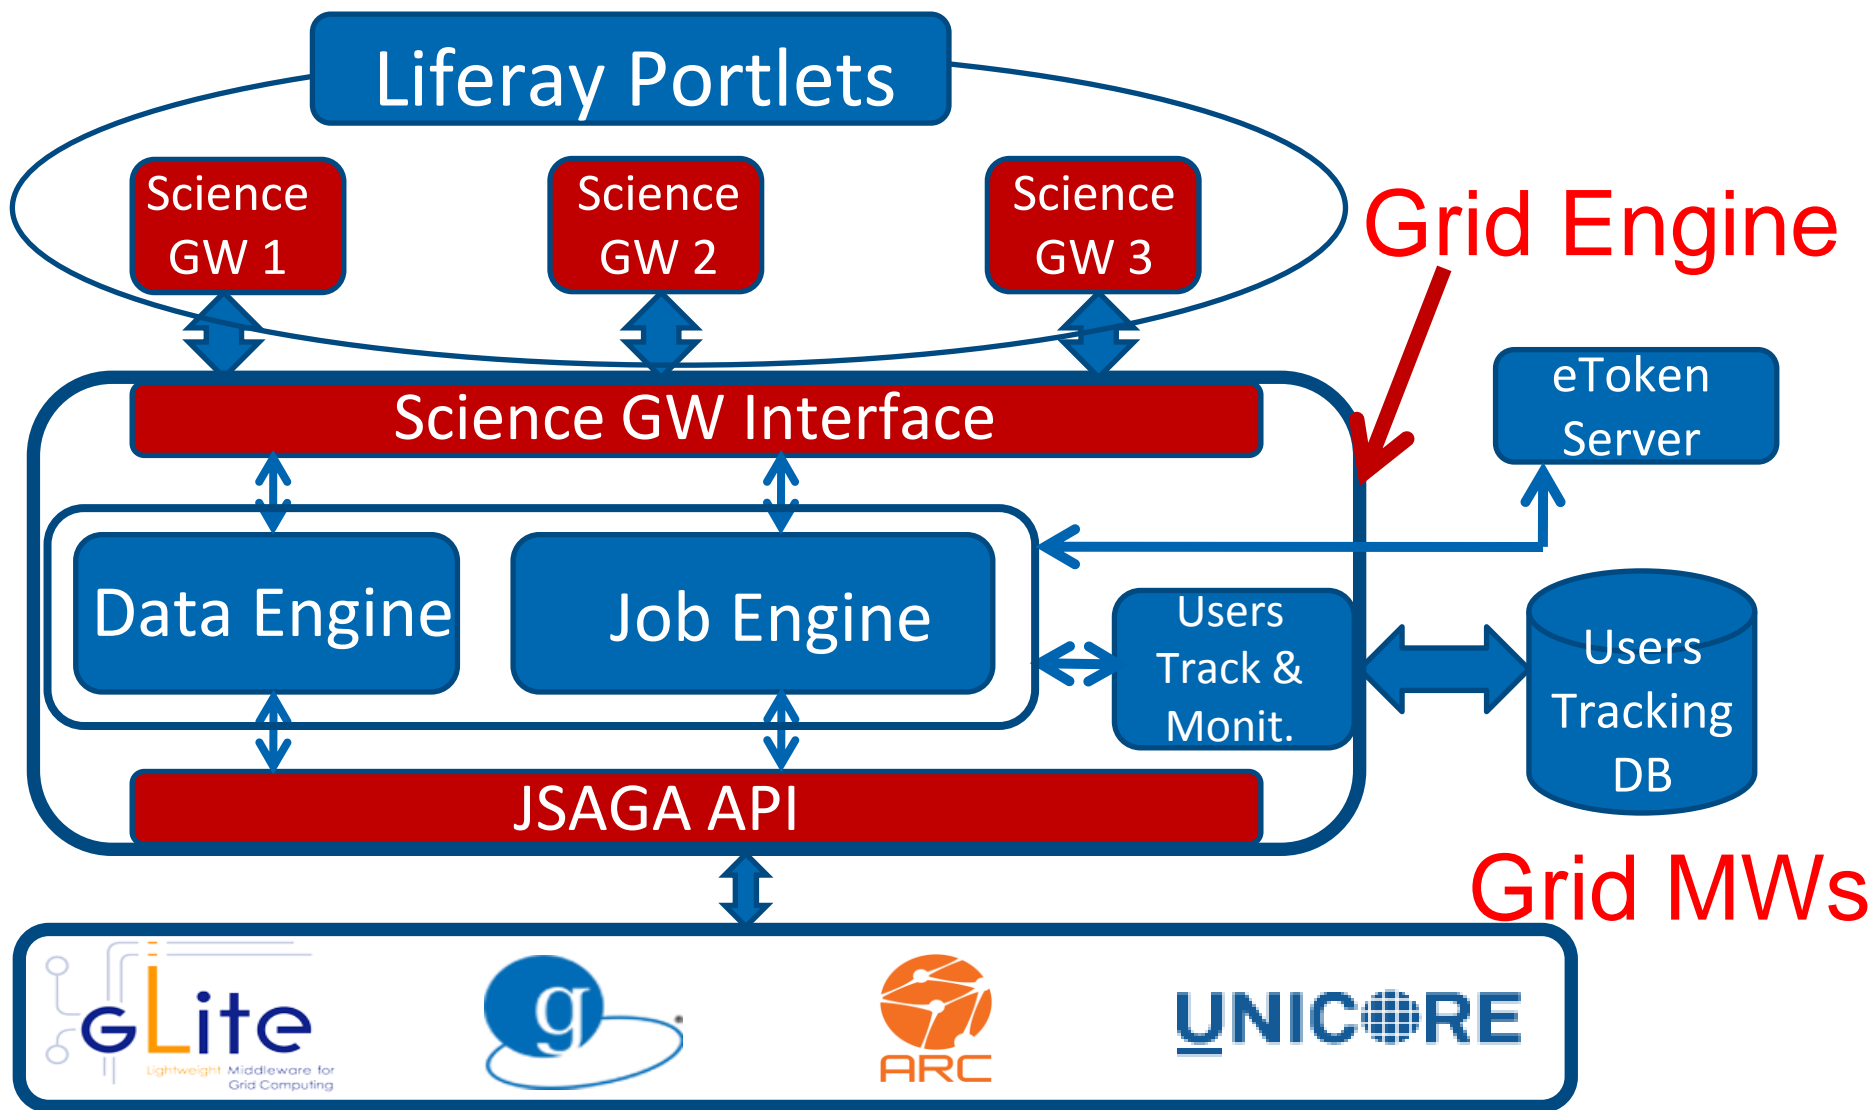 Liferay Portlets
Science
GW 1
Science
GW 2
Science
GW 3
Grid Engine
eToken
Server
Science GW Interface
Data Engine
Job Engine
Users
Track &
Monit.
Users
Tracking
DB
JSAGA API
Grid MWs
gLite
Lightweight Middleware for
Grid Computing
g
ARC
UNICORE